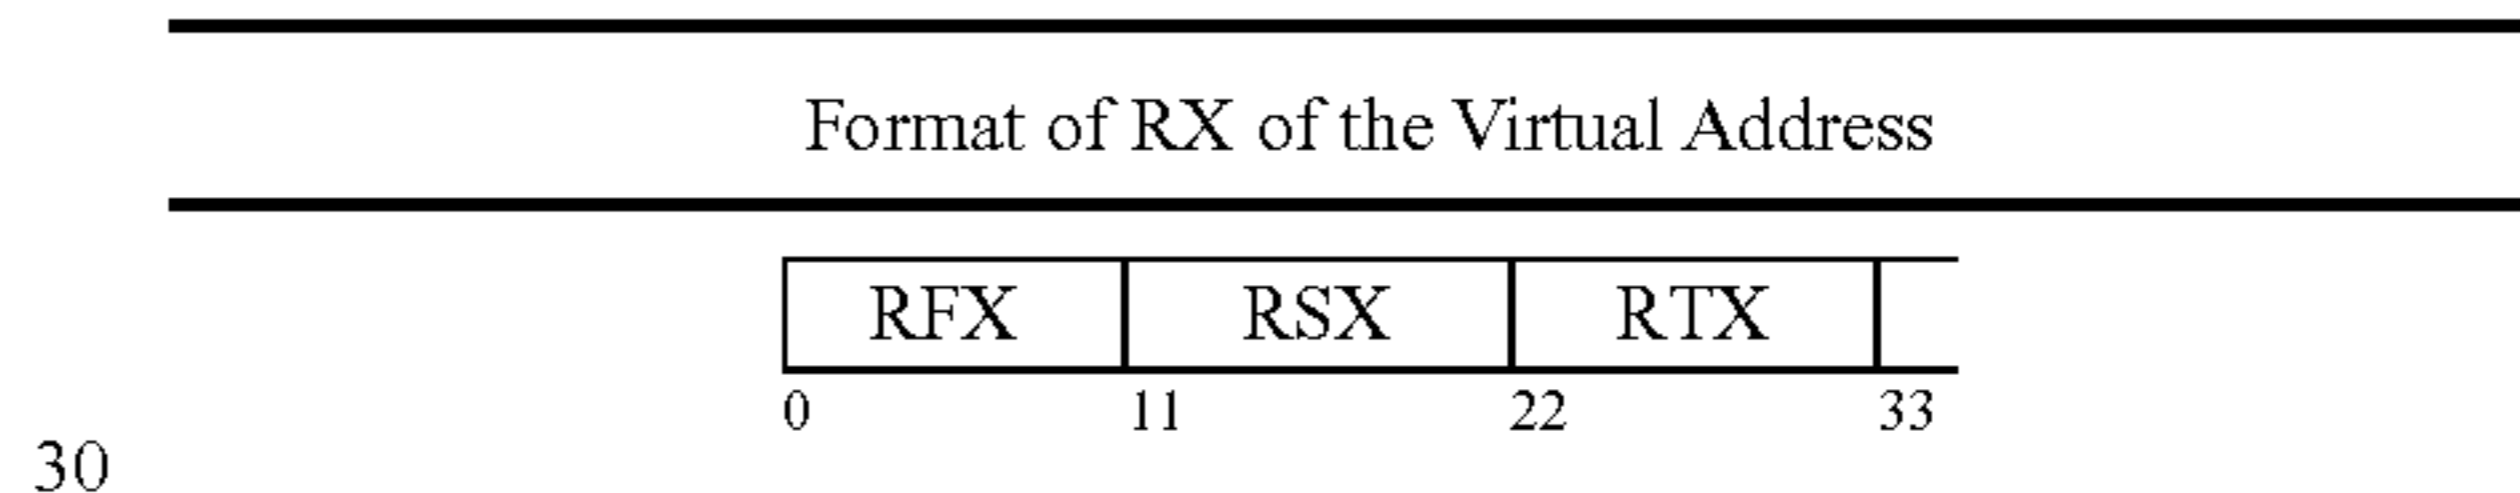 Format of RX of the Virtual Address
RFX RSX RTX
0 11 22 33
30